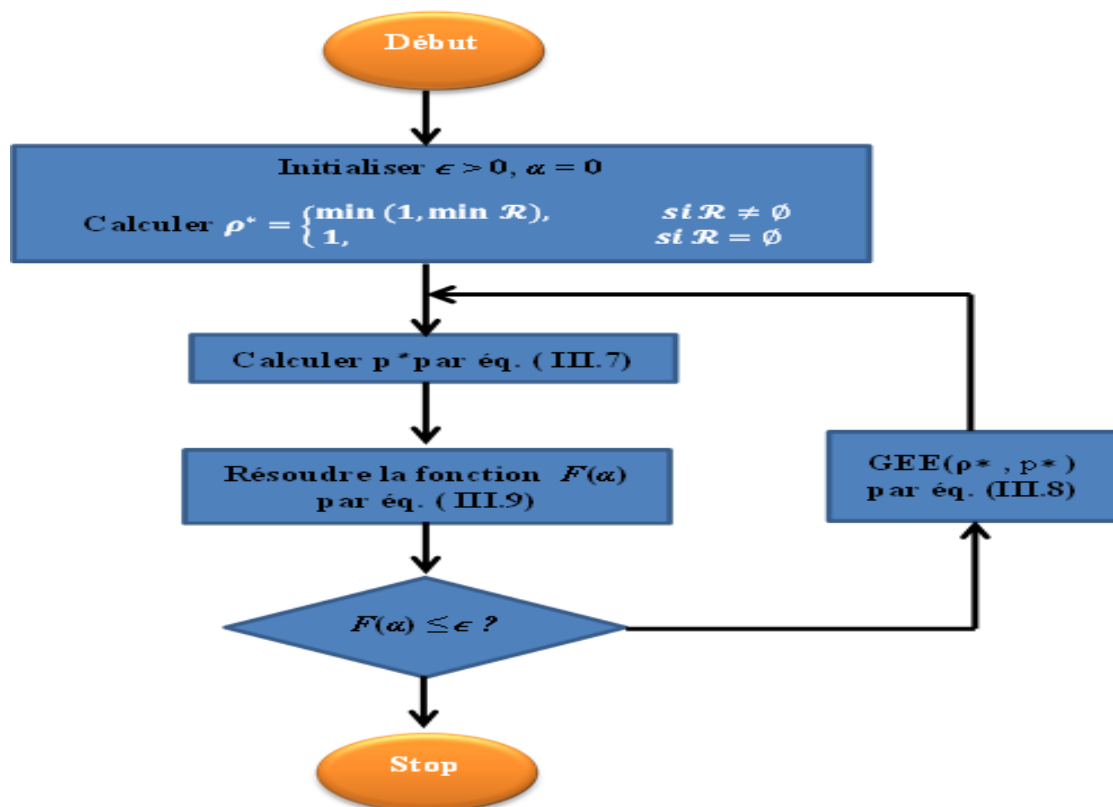 Début
Initialiser ϵ > 0, α = 0
Calculer ρ* = {min (1, min ℛ), si ℛ ≠ ∅
1, si ℛ = ∅
Calculer p*par éq. ( III.7)
Résoudre la fonction F(α)
par éq. ( III.9)
GEE(ρ* , p*)
par éq. (III.8)
F(α) ≤ ϵ ?
Stop